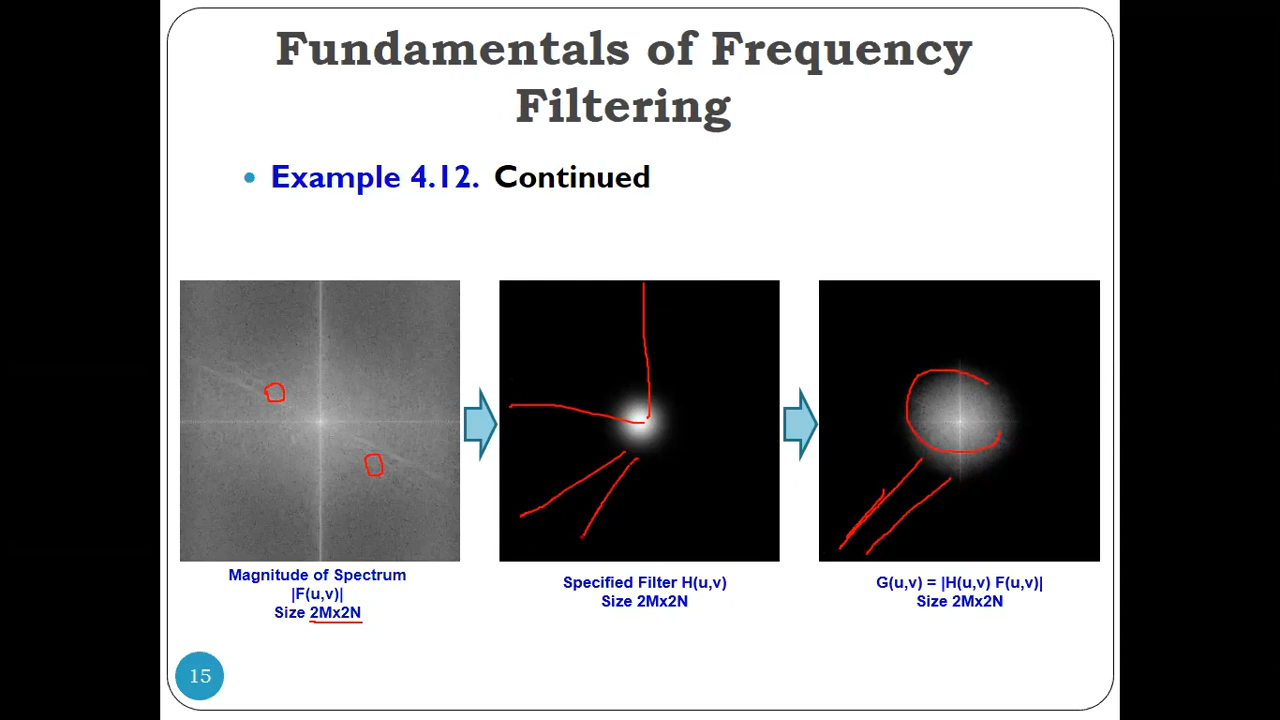 Fundamentals of Frequency
Filtering
• Example 4.12. Continued
Magnitude of Spectrum
|F(u,v)|
Size 2Mx2N
Specified Filter H(u,v)
Size 2Mx2N
G(u,v) = |H(u,v) F(u,v)|
Size 2Mx2N
15